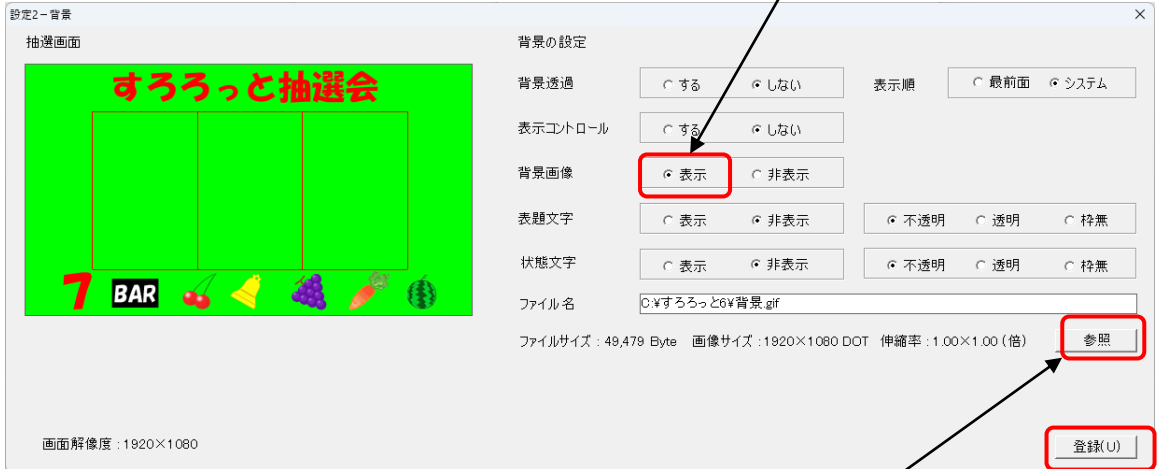 設定2－背景
抽選画面
背景の設定
すろろっと抽選会
BAR
背景透過 する しない 表示順 最前面 システム
表示コントロール する しない
背景画像 表示 非表示
表題文字 表示 非表示 不透明 透明 枠無
状態文字 表示 非表示 不透明 透明 枠無
ファイル名 C:¥すろろっと6¥背景.gif
ファイルサイズ：49,479 Byte 画像サイズ：1920×1080 DOT 伸縮率：1.00×1.00（倍） 参照
画面解像度：1920×1080
登録(U)